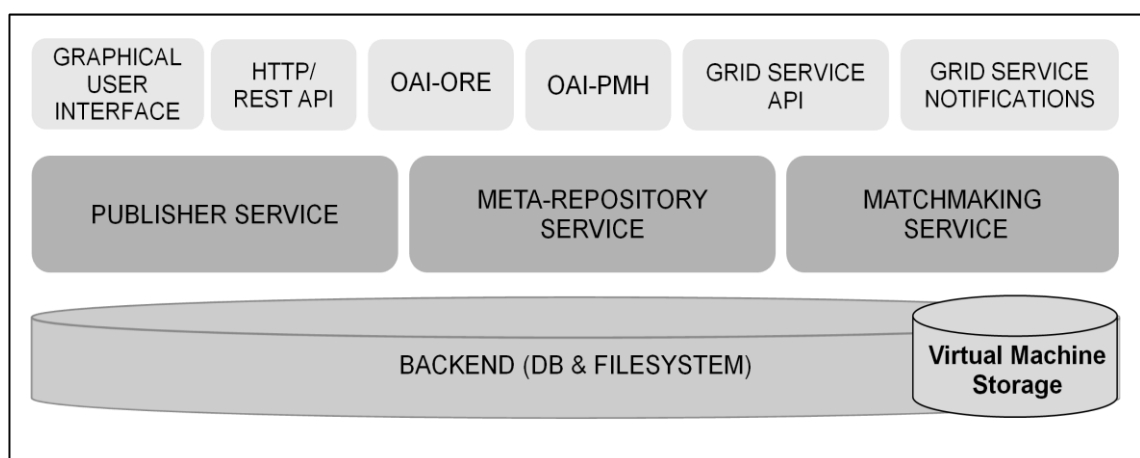 GRAPHICAL
USER
INTERFACE
HTTP/
REST API
OAI-ORE
OAI-PMH
GRID SERVICE
API
GRID SERVICE
NOTIFICATIONS
PUBLISHER SERVICE
META-REPOSITORY
SERVICE
MATCHMAKING
SERVICE
BACKEND (DB & FILESYSTEM)
Virtual Machine
Storage